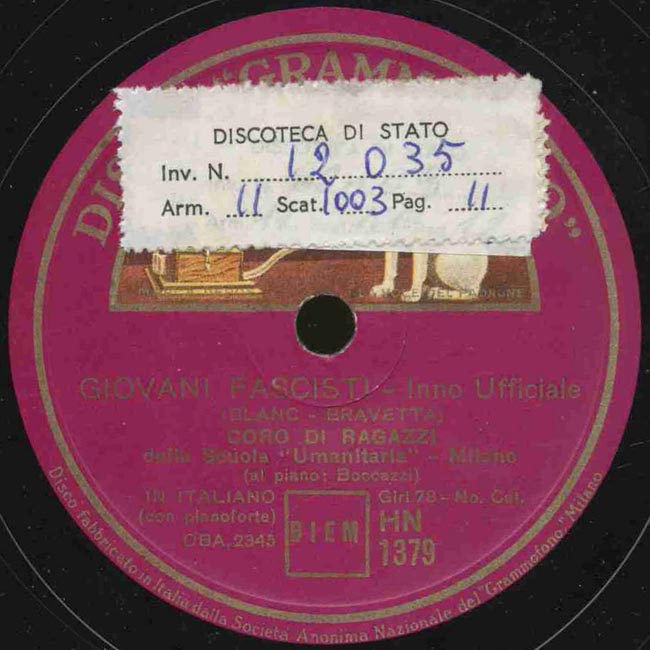 "GRAMM
DIS
O"
DISCOTECA DI STATO
Inv. N. 12 035
Arm. 11 Scat. 1003 Pag. 11
GIOVANI FASCISTI - Inno Ufficiale
(BLANC - BRAVETTA)
CORO DI RAGAZZI
della Scuola "Umanitaria" - Milano
(al piano: Boccazzi)
IN ITALIANO
(con pianoforte)
OBA. 2345
BIEM
Giri 78 - No. Cat.
HN
1379
Disco fabbricato in Italia dalla Società Anonima Nazionale del "Grammofono," Milano